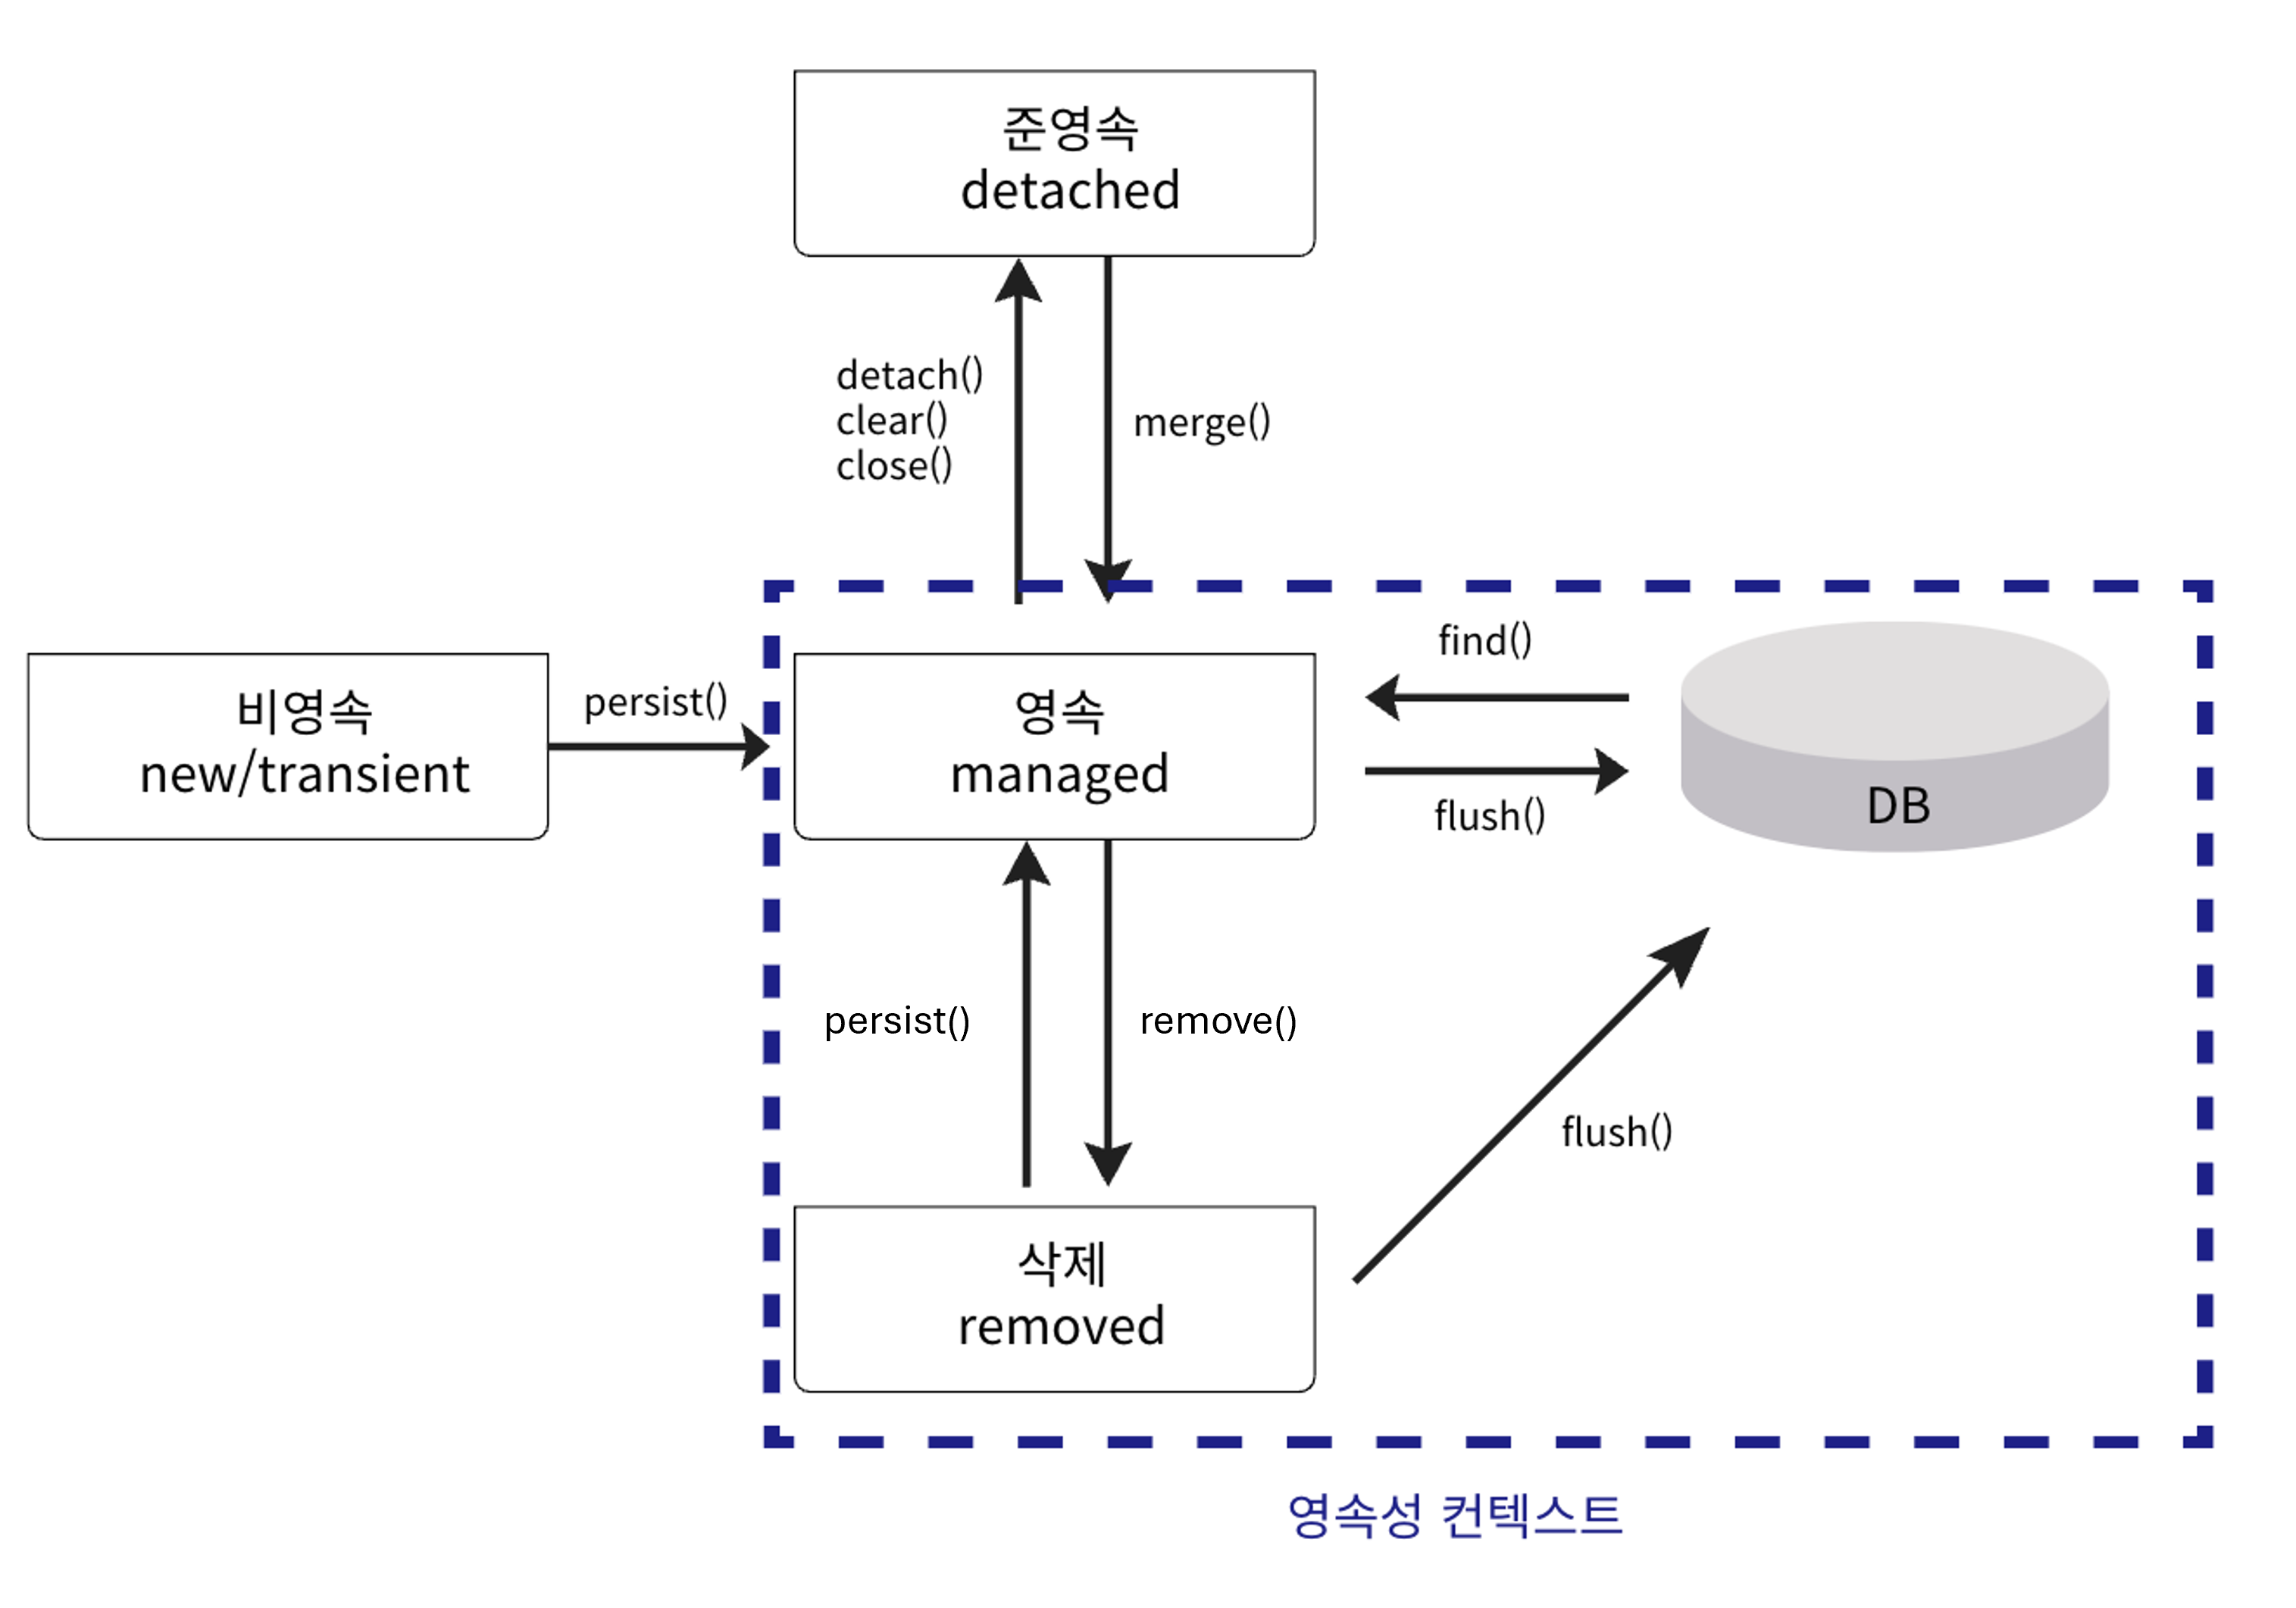 준영속
detached
detach()
clear()
close()
merge()
비영속
new/transient
persist()
영속
managed
find()
flush()
DB
persist()
remove()
flush()
삭제
removed
영속성 컨텍스트